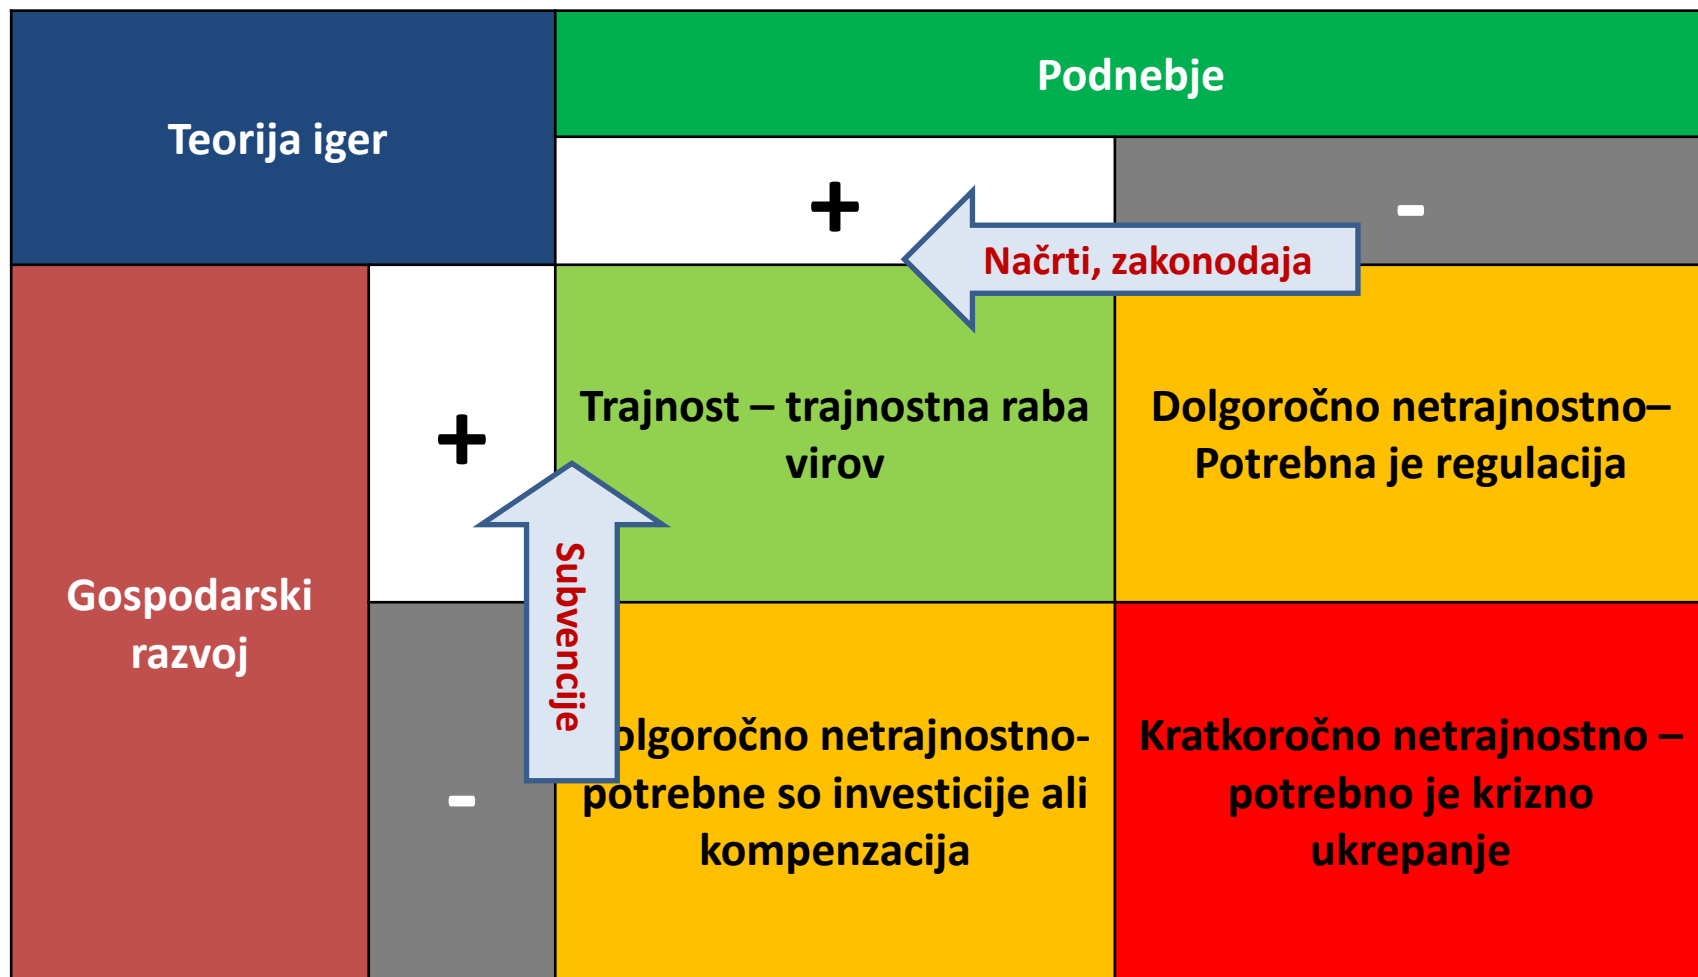 Teorija iger
Podnebje
+
-
Načrti, zakonodaja
Gospodarski
razvoj
+
Trajnost – trajnostna raba
virov
Dolgoročno netrajnostno–
Potrebna je regulacija
Subvencije
-
olgoročno netrajnostno-
potrebne so investicije ali
kompenzacija
Kratkoročno netrajnostno –
potrebno je krizno
ukrepanje